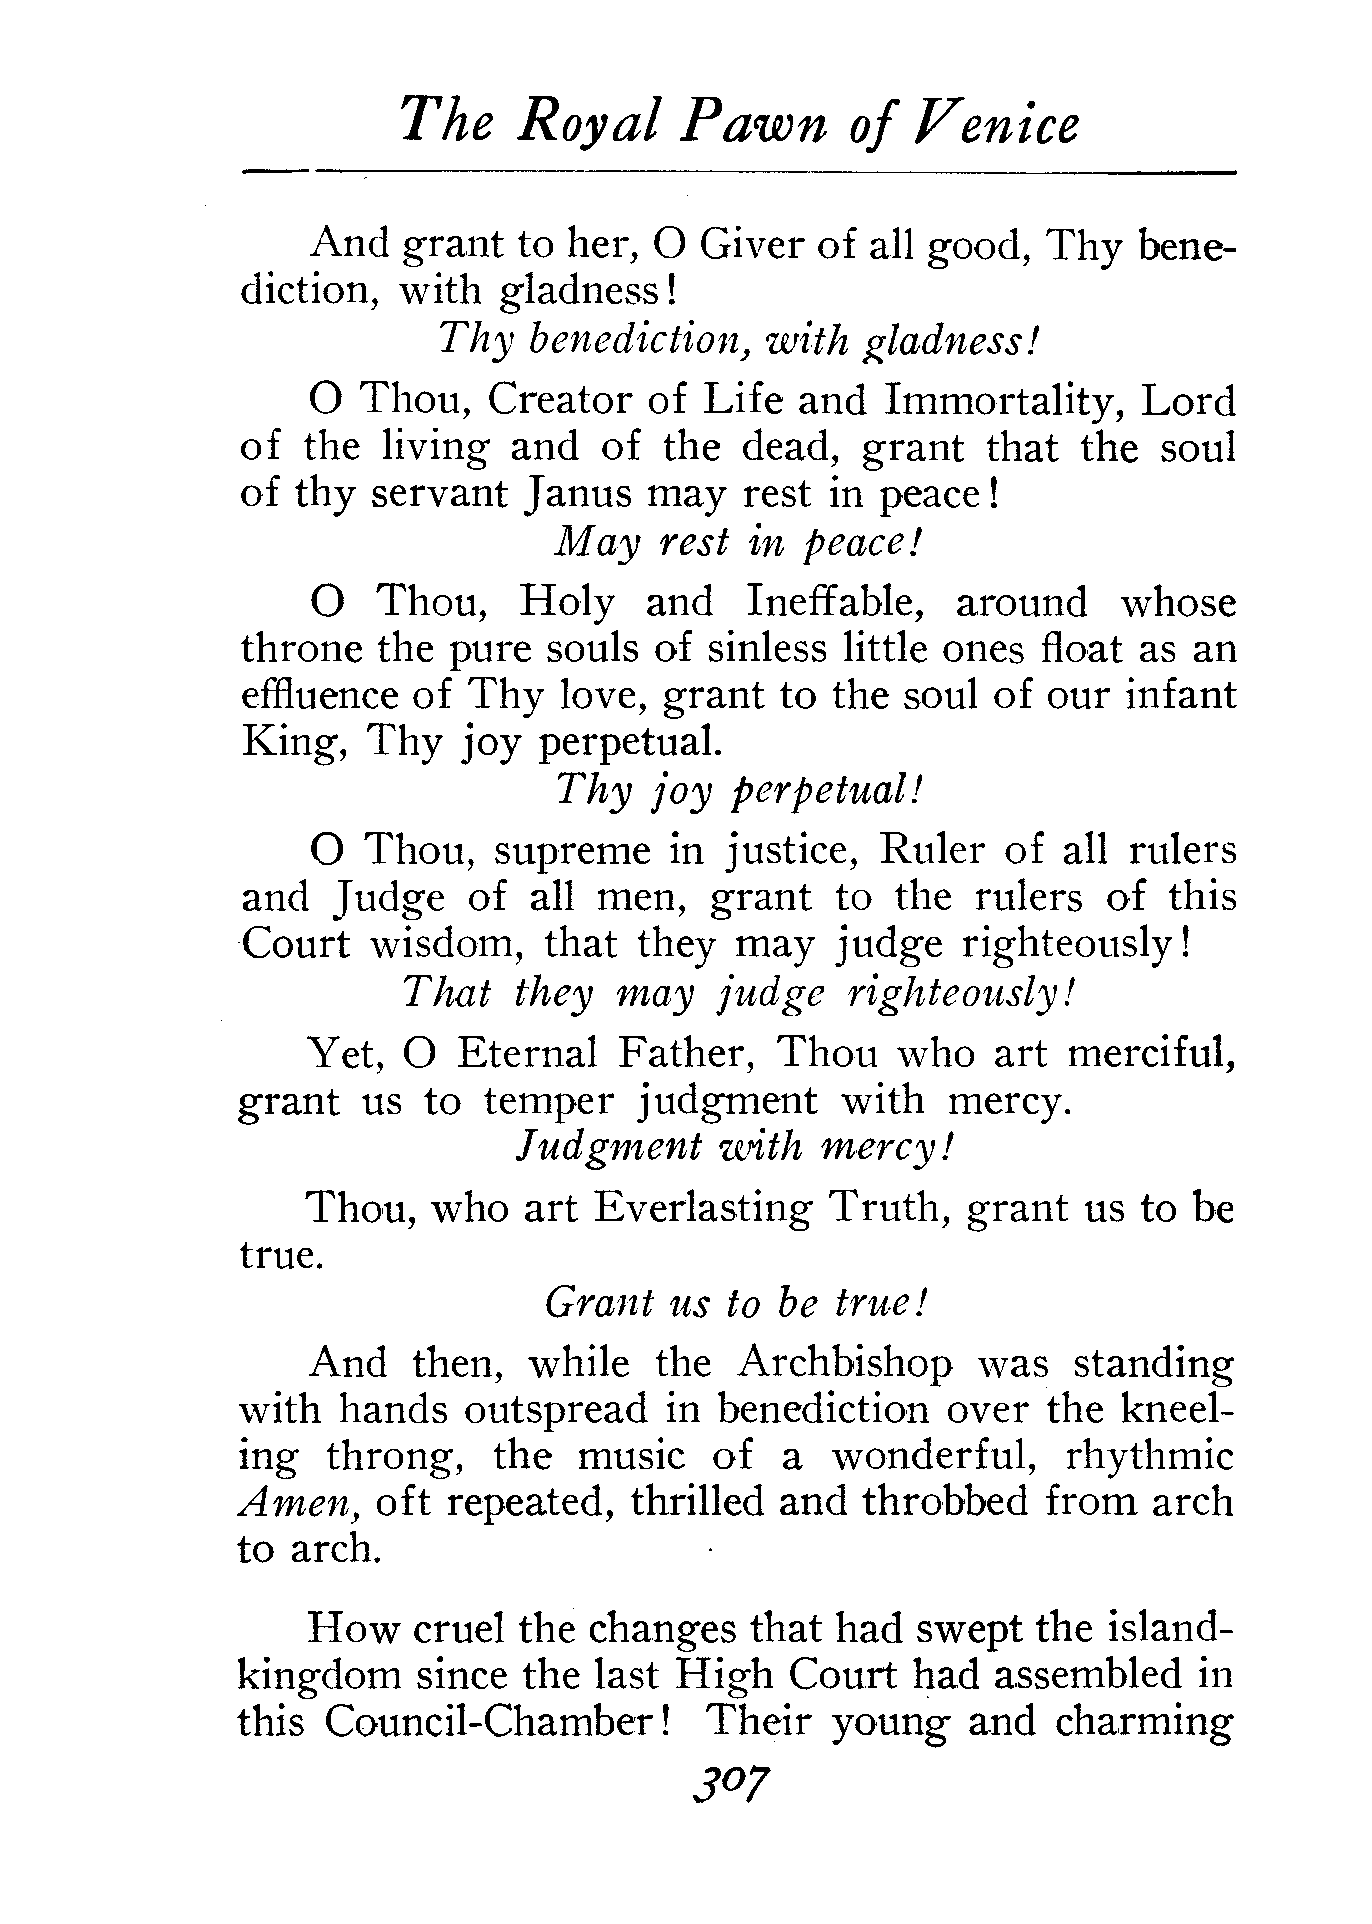 The Royal Pawn of Venice
And grant to her, O Giver of all good, Thy bene-
diction, with gladness!
Thy benediction, with gladness!
O Thou, Creator of Life and Immortality, Lord
of the living and of the dead, grant that the soul
of thy servant Janus may rest in peace!
May rest in peace!
O Thou, Holy and Ineffable, around whose
throne the pure souls of sinless little ones float as an
effluence of Thy love, grant to the soul of our infant
King, Thy joy perpetual.
Thy joy perpetual!
O Thou, supreme in justice, Ruler of all rulers
and Judge of all men, grant to the rulers of this
Court wisdom, that they may judge righteously!
That they may judge righteously!
Yet, O Eternal Father, Thou who art merciful,
grant us to temper judgment with mercy.
Judgment with mercy!
Thou, who art Everlasting Truth, grant us to be
true.
Grant us to be true!
And then, while the Archbishop was standing
with hands outspread in benediction over the kneel-
ing throng, the music of a wonderful, rhythmic
Amen, oft repeated, thrilled and throbbed from arch
to arch.
How cruel the changes that had swept the island-
kingdom since the last High Court had assembled in
this Council-Chamber! Their young and charming
307